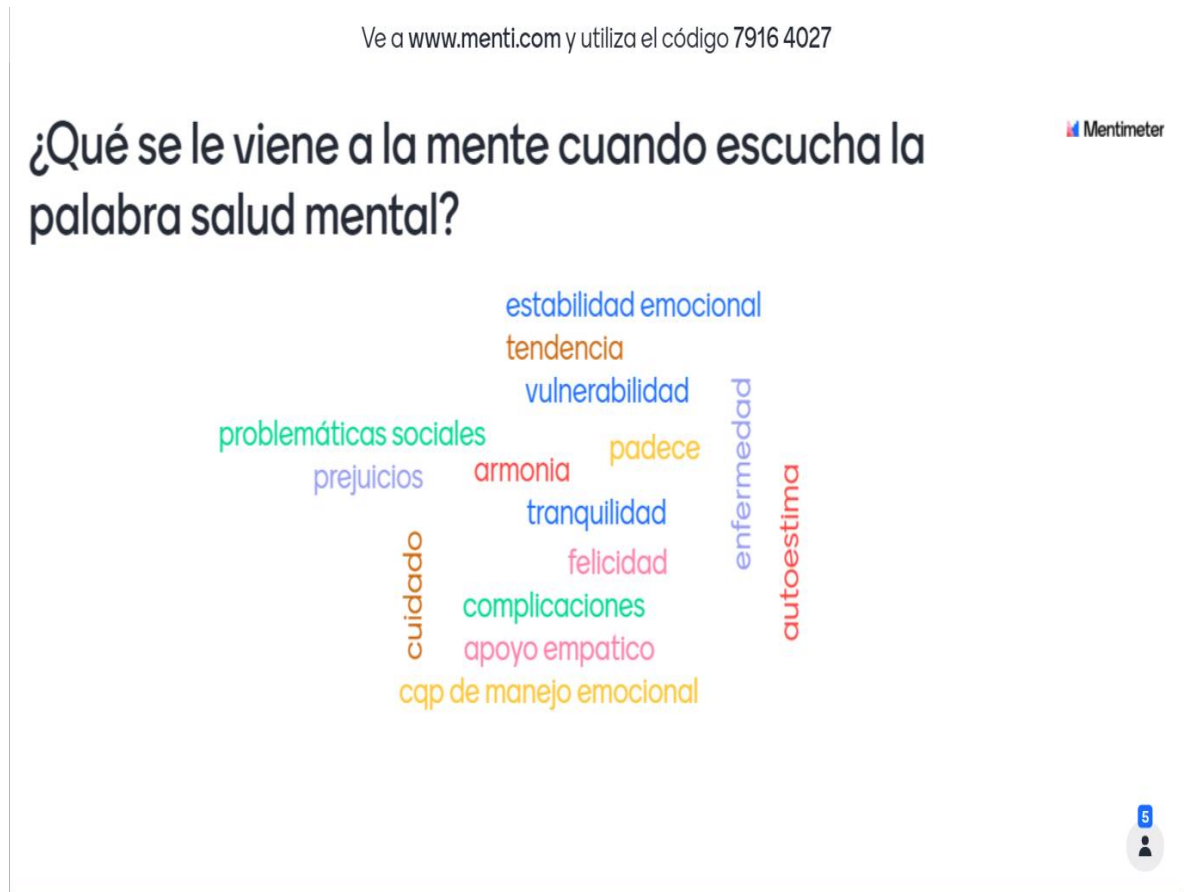 Ve a www.menti.com y utiliza el código 7916 4027
¿Qué se le viene a la mente cuando escucha la
palabra salud mental?
Mentimeter
estabilidad emocional
tendencia
vulnerabilidad
problemáticas sociales
padece
prejuicios
armonia
enfermedad
autoestima
tranquilidad
cuidado
felicidad
complicaciones
apoyo empatico
cqp de manejo emocional
5